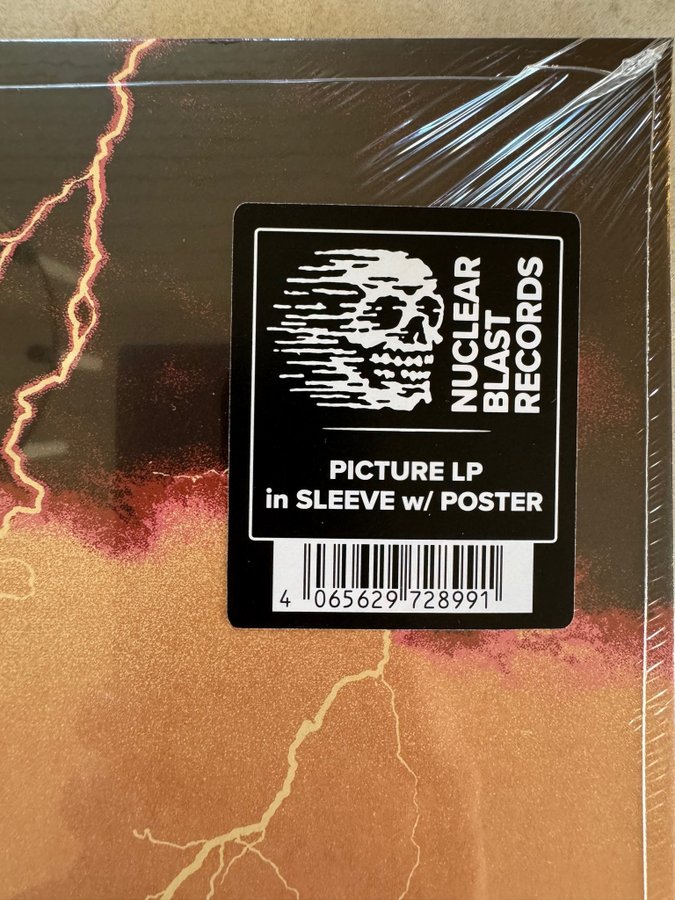 NUCLEAR
BLAST
RECORDS
PICTURE LP
in SLEEVE w/ POSTER
4 065629 728991